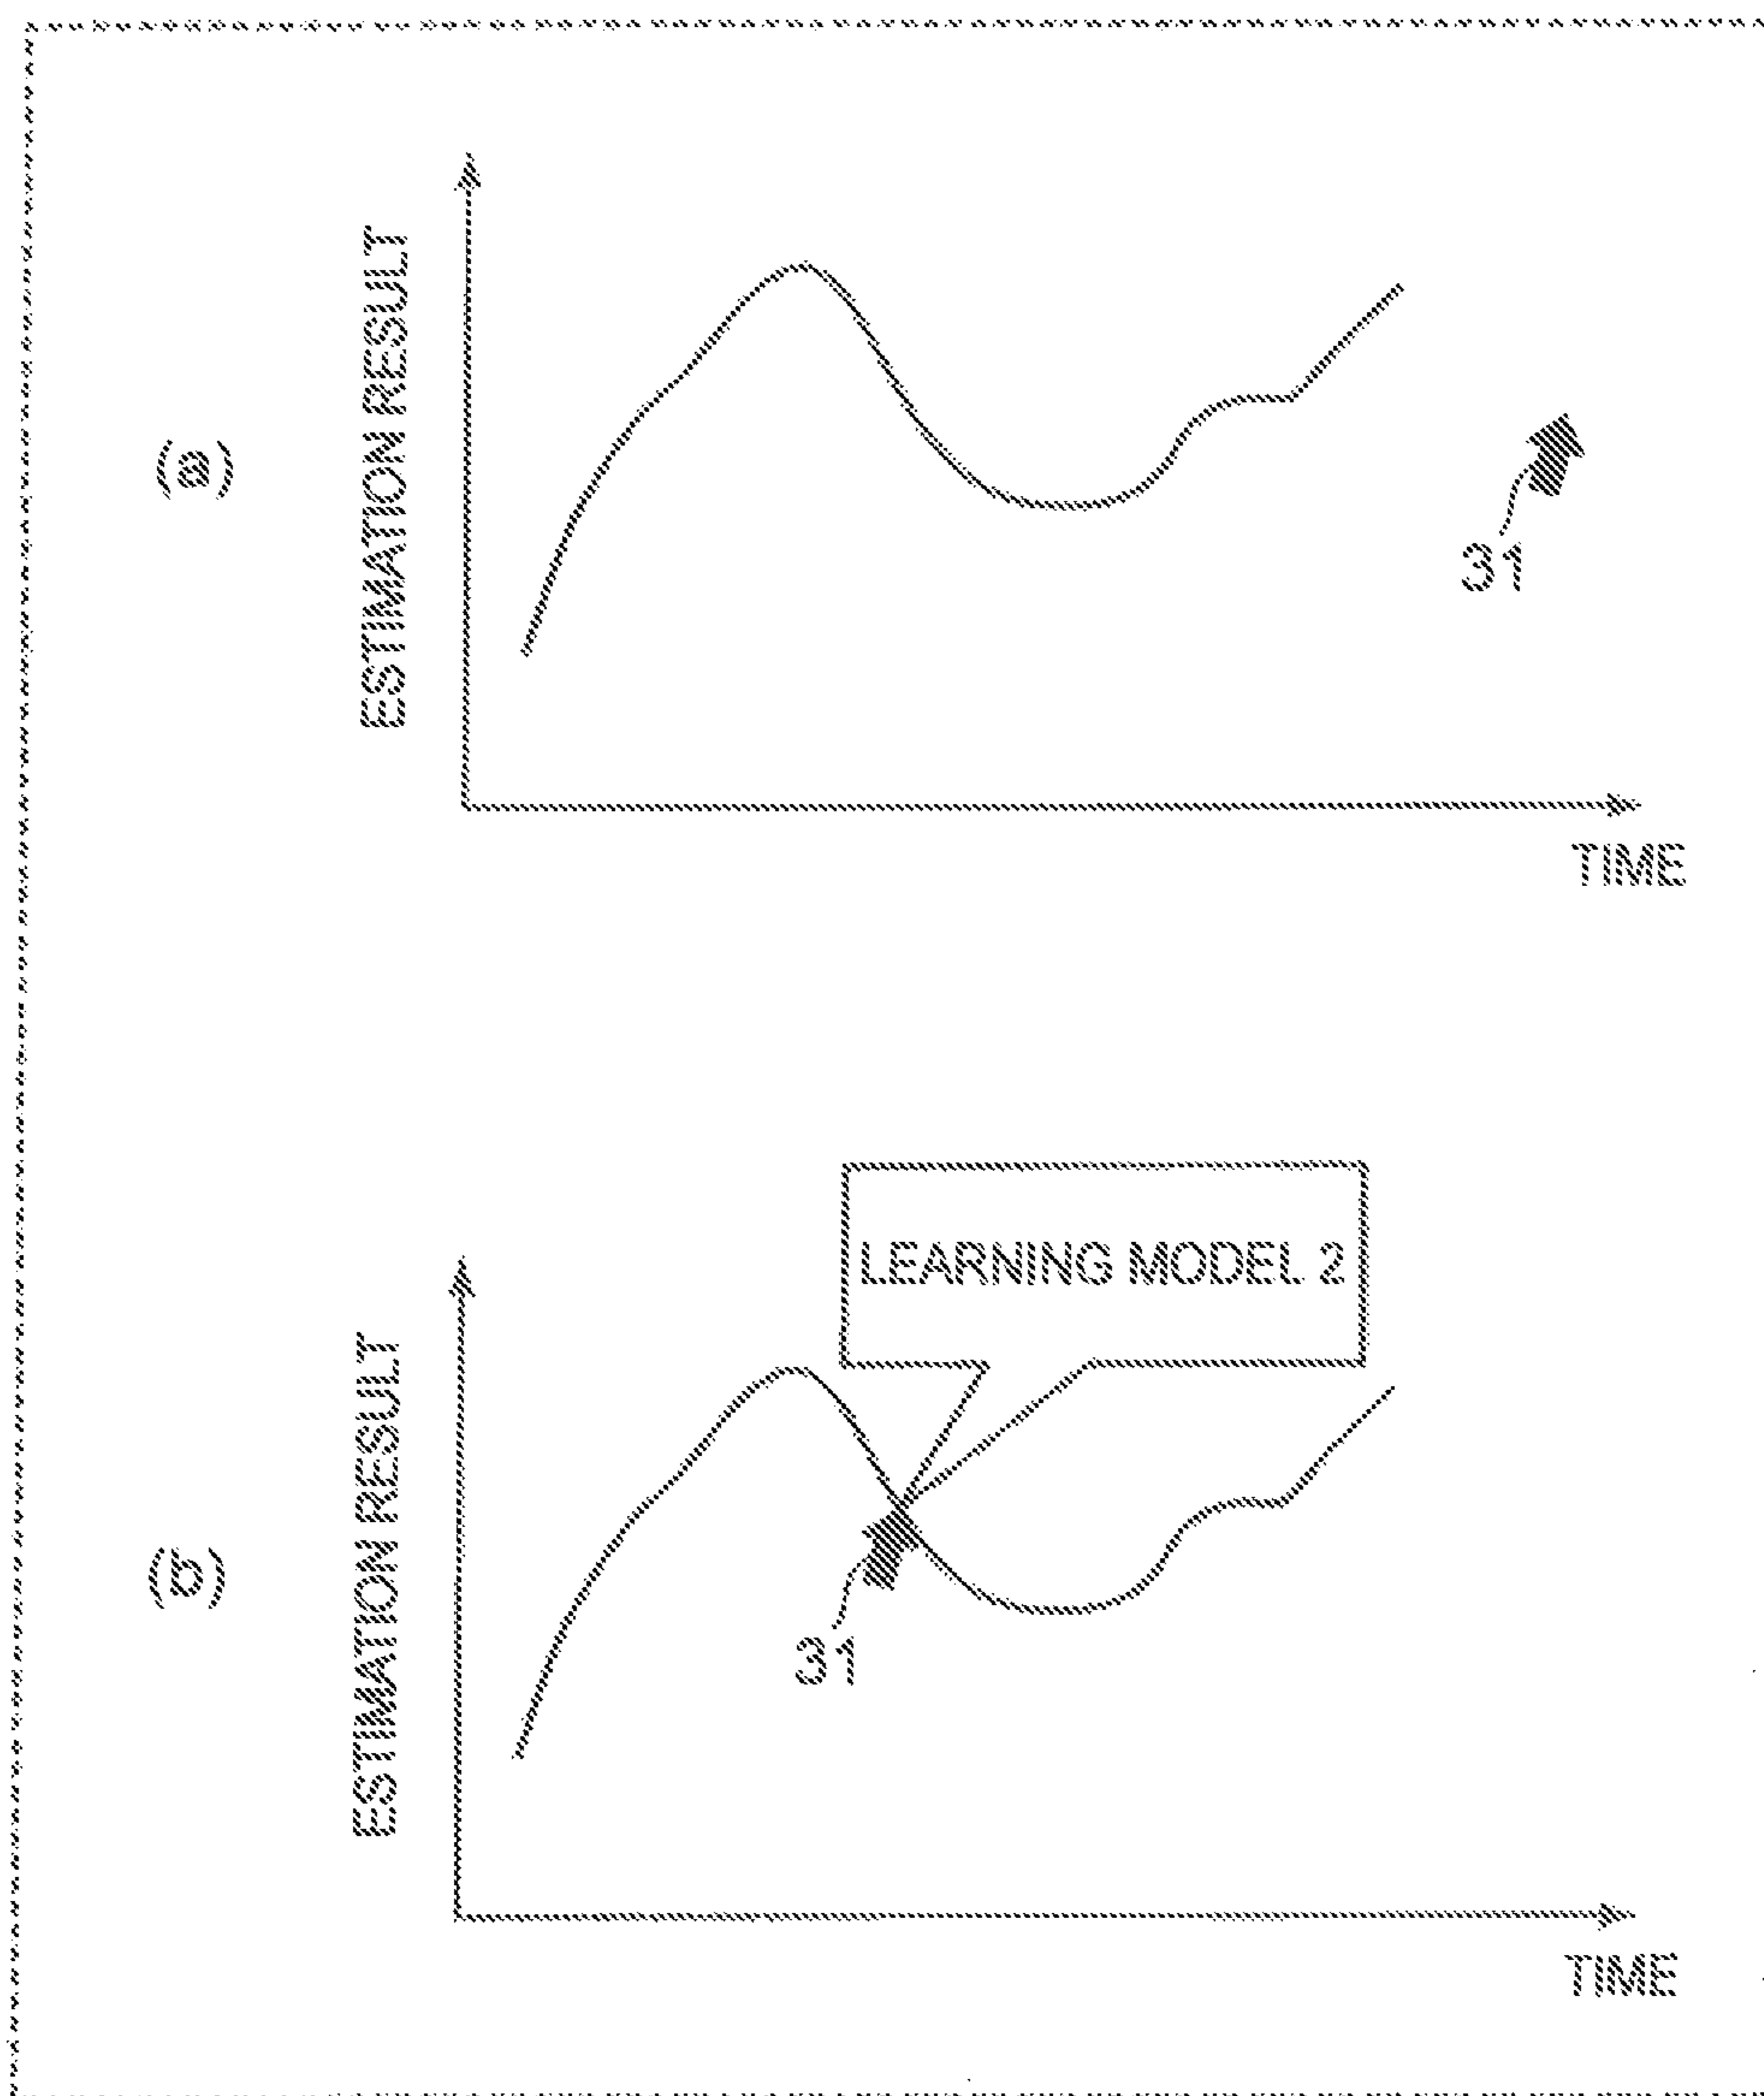 (a)
ESTIMATION RESULT
31
TIME
LEARNING MODEL 2
(b)
ESTIMATION RESULT
31
TIME